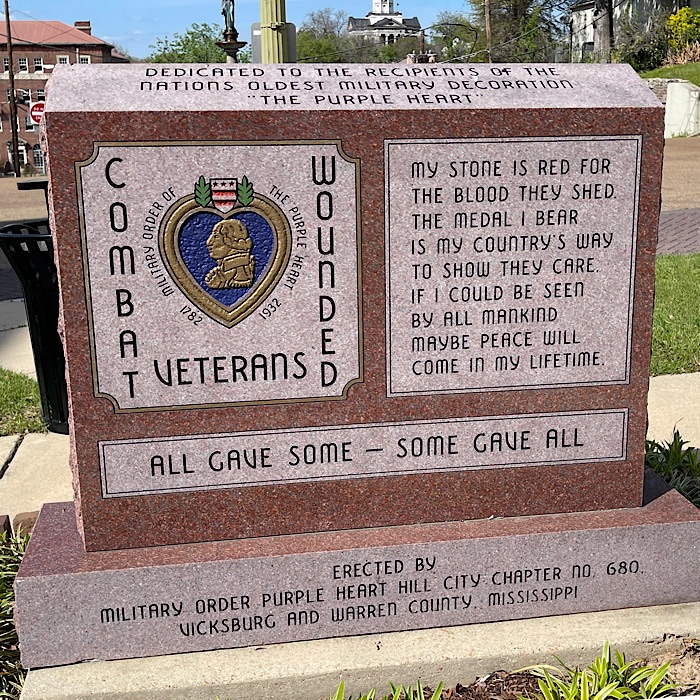 DEDICATED TO THE RECIPIENTS OF THE
NATIONS OLDEST MILITARY DECORATION
"THE PURPLE HEART"
COMBAT
WOUNDED
VETERANS
MILITARY ORDER OF
THE PURPLE HEART
1782
1932
MY STONE IS RED FOR
THE BLOOD THEY SHED.
THE MEDAL I BEAR
IS MY COUNTRY'S WAY
TO SHOW THEY CARE.
IF I COULD BE SEEN
BY ALL MANKIND
MAYBE PEACE WILL
COME IN MY LIFETIME.
ALL GAVE SOME — SOME GAVE ALL
ERECTED BY
MILITARY ORDER PURPLE HEART HILL CITY CHAPTER NO. 680,
VICKSBURG AND WARREN COUNTY, MISSISSIPPI